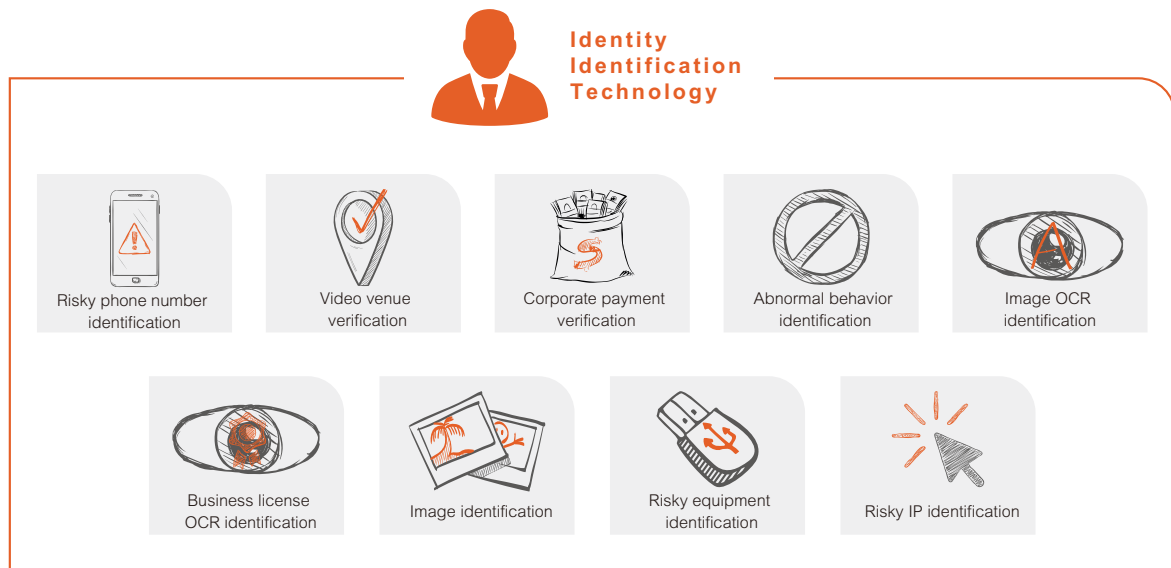 Identity
Identification
Technology
Risky phone number
identification
Video venue
verification
Corporate payment
verification
Abnormal behavior
identification
A
Image OCR
identification
Business license
OCR identification
Image identification
Risky equipment
identification
Risky IP identification